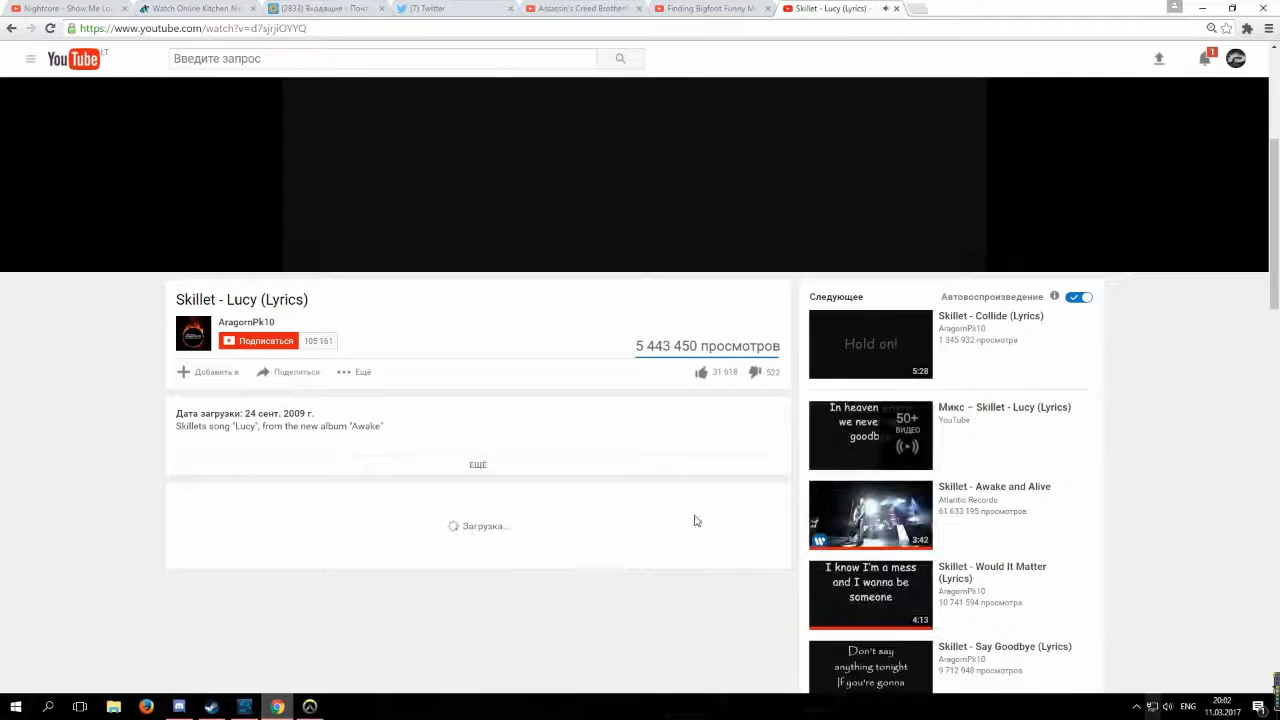 Nightcore - Show Me Lo
Watch Online Kitchen Ni
(2833) Входящие - Поч
(7) Twitter
Assassin's Creed Brother
Finding Bigfoot Funny M
Skillet - Lucy (Lyrics) -
https://www.youtube.com/watch?v=d7sjrjiOYYQ
YouTube LT
Введите запрос
1
Skillet - Lucy (Lyrics)
AragornPk10
Подписаться 105 161
5 443 450 просмотров
Добавить в Поделиться Ещё
31 618 522
Дата загрузки: 24 сент. 2009 г.
Skillets song "Lucy", from the new album "Awake"
ЕЩЁ
Загрузка...
Следующее Автовоспроизведение
Hold on!
5:28
Skillet - Collide (Lyrics)
AragornPk10
1 345 932 просмотра
In heaven
we neve
goodb
50+
ВИДЕО
Микс – Skillet - Lucy (Lyrics)
YouTube
3:42
Skillet - Awake and Alive
Atlantic Records
61 633 195 просмотров
I know I'm a mess
and I wanna be
someone
4:13
Skillet - Would It Matter
(Lyrics)
AragornPk10
10 741 594 просмотра
Don't say
anything tonight
If you're gonna
Skillet - Say Goodbye (Lyrics)
AragornPk10
9 712 948 просмотров
ENG
20:02
11.03.2017
1